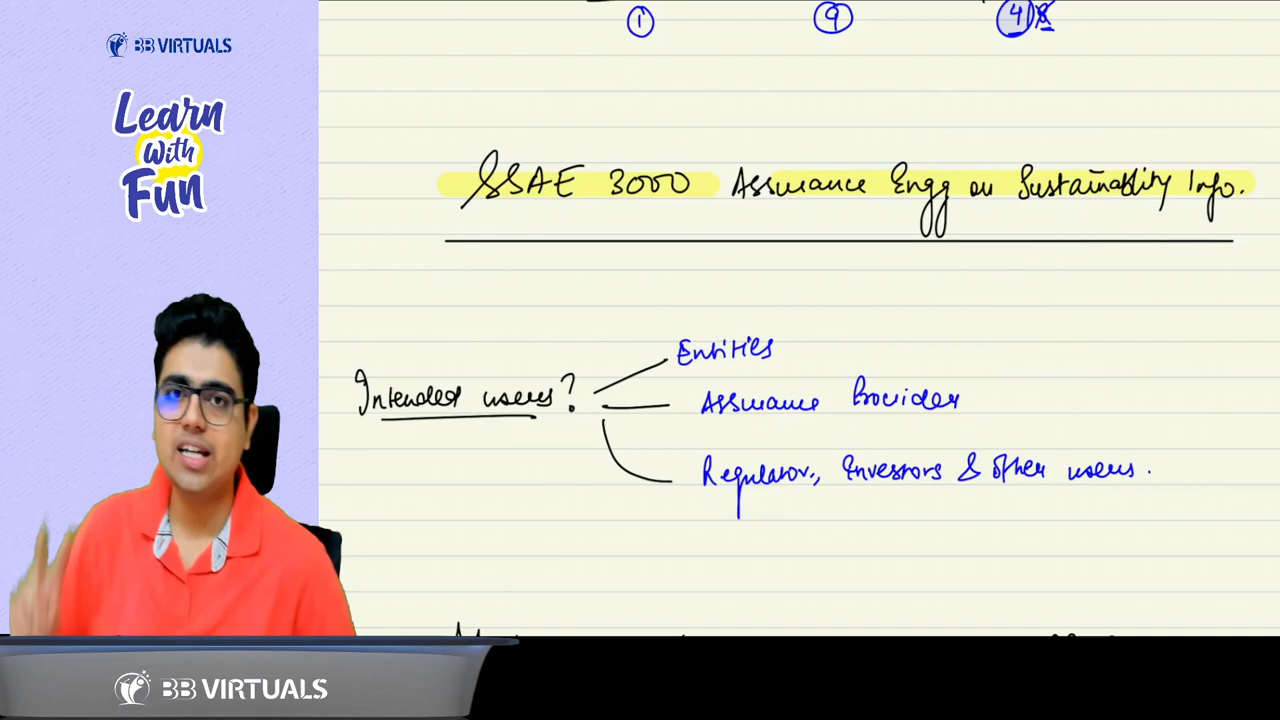 ① ⑨ ④
BB VIRTUALS
Learn
With
Fun
SSAE 3000 Assurance Engg on Sustainability Info.
Entities
Intended users?
Assurance Provider
Regulators, Investors & other users.
BB VIRTUALS